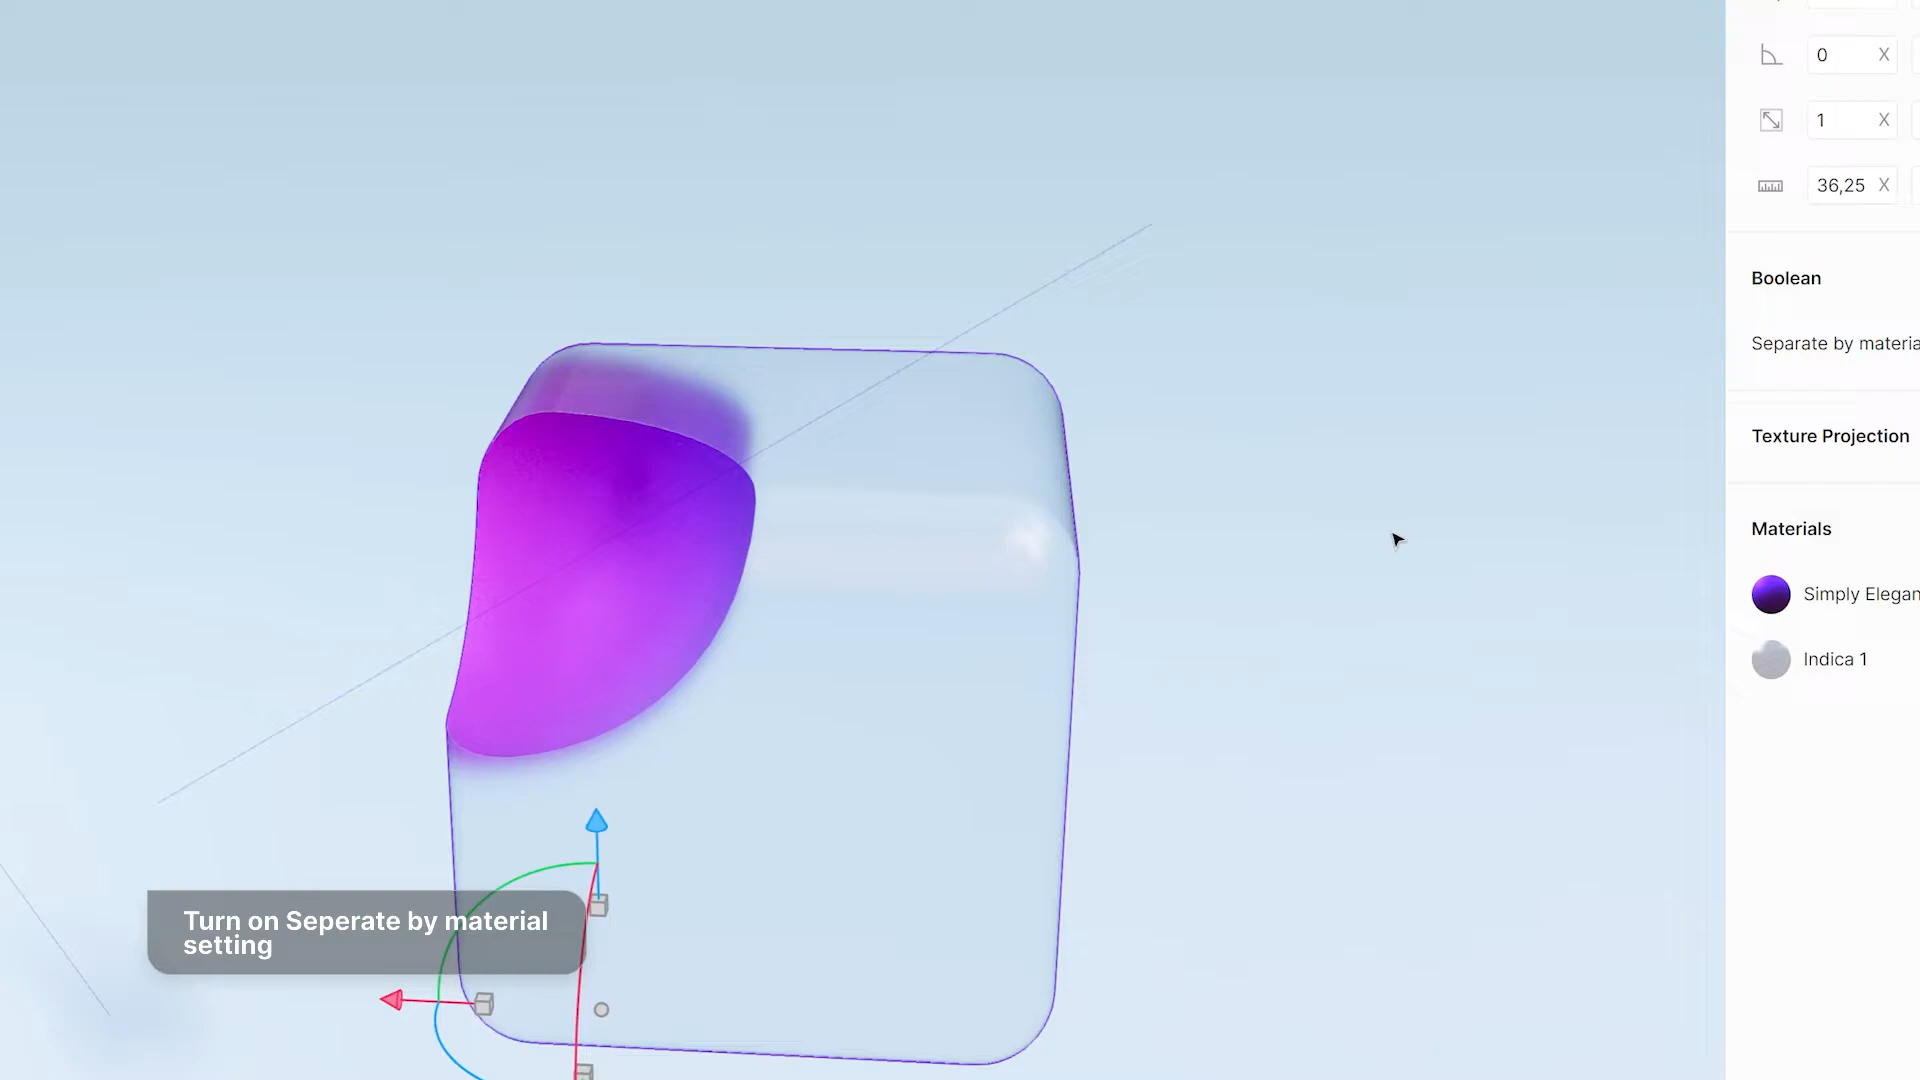 0 X
1 X
36,25 X
Boolean
Separate by materia
Texture Projection
Materials
Simply Elegan
Indica 1
Turn on Seperate by material
setting